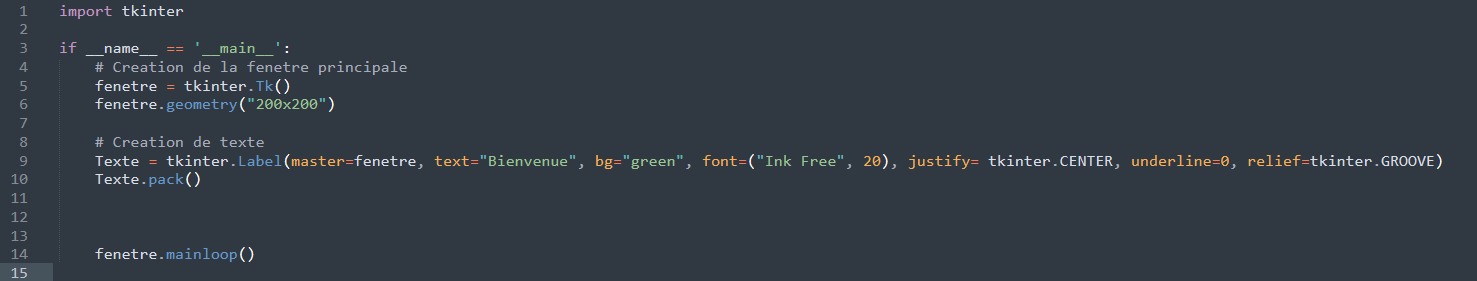 1 import tkinter
2
3 if __name__ == '__main__':
4     # Creation de la fenetre principale
5     fenetre = tkinter.Tk()
6     fenetre.geometry("200x200")
7
8     # Creation de texte
9     Texte = tkinter.Label(master=fenetre, text="Bienvenue", bg="green", font=("Ink Free", 20), justify= tkinter.CENTER, underline=0, relief=tkinter.GROOVE)
10     Texte.pack()
11
12
13
14     fenetre.mainloop()
15